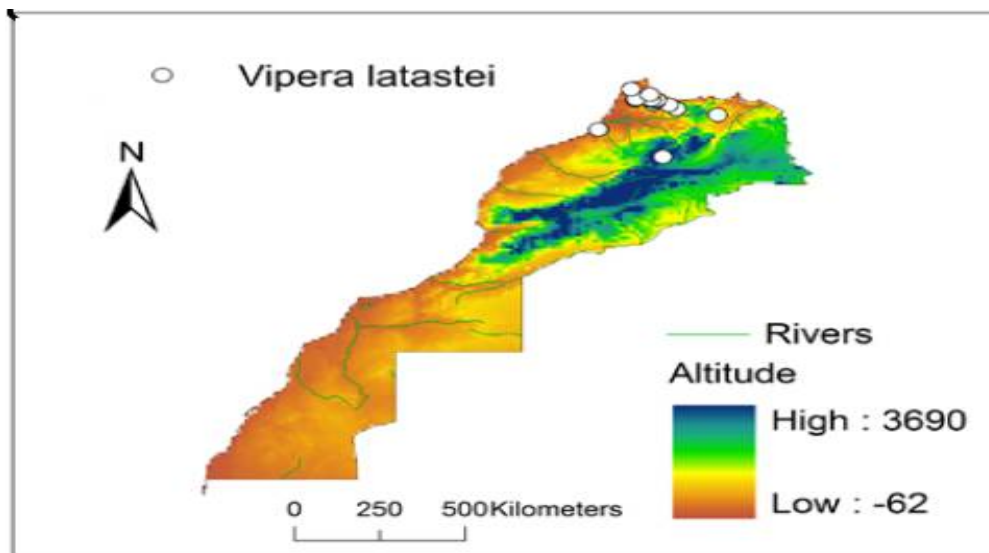 Vipera latastei
N
Rivers
Altitude
High : 3690
Low : -62
0 250 500Kilometers